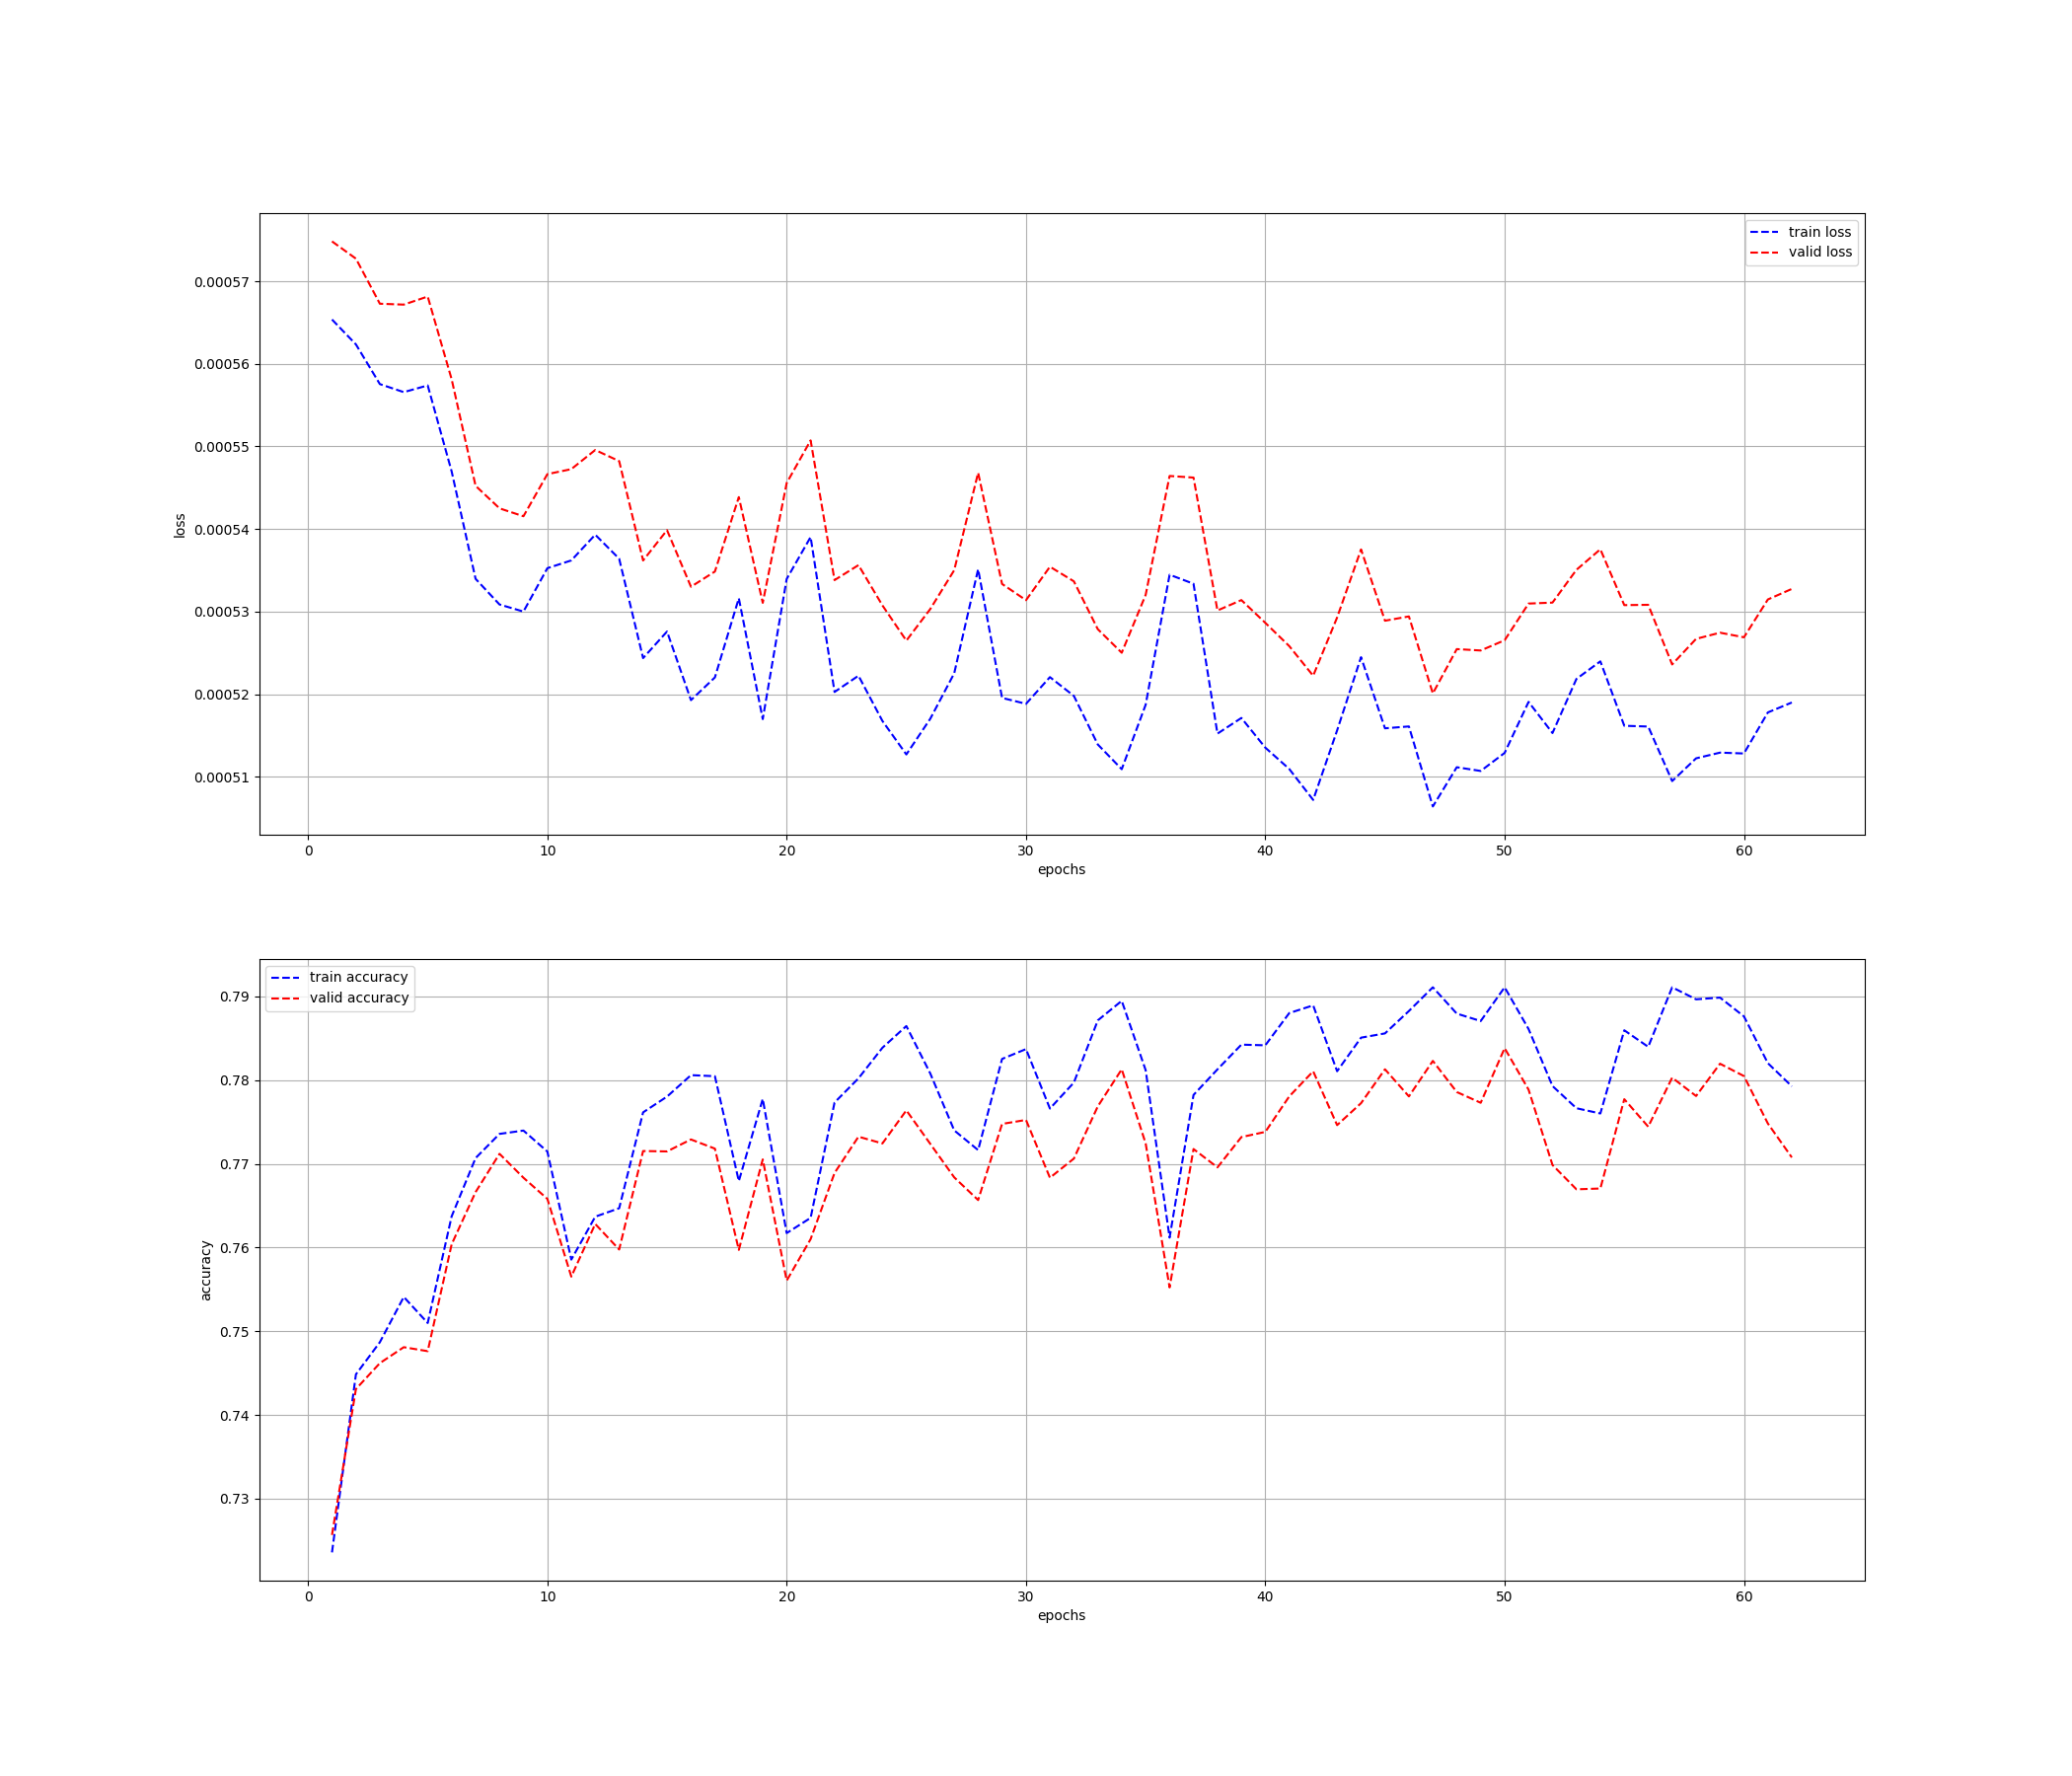 train loss
valid loss
0.00057
0.00056
0.00055
0.00054
0.00053
0.00052
0.00051
loss
0 10 20 30 40 50 60
epochs
train accuracy
valid accuracy
0.79
0.78
0.77
0.76
0.75
0.74
0.73
accuracy
0 10 20 30 40 50 60
epochs